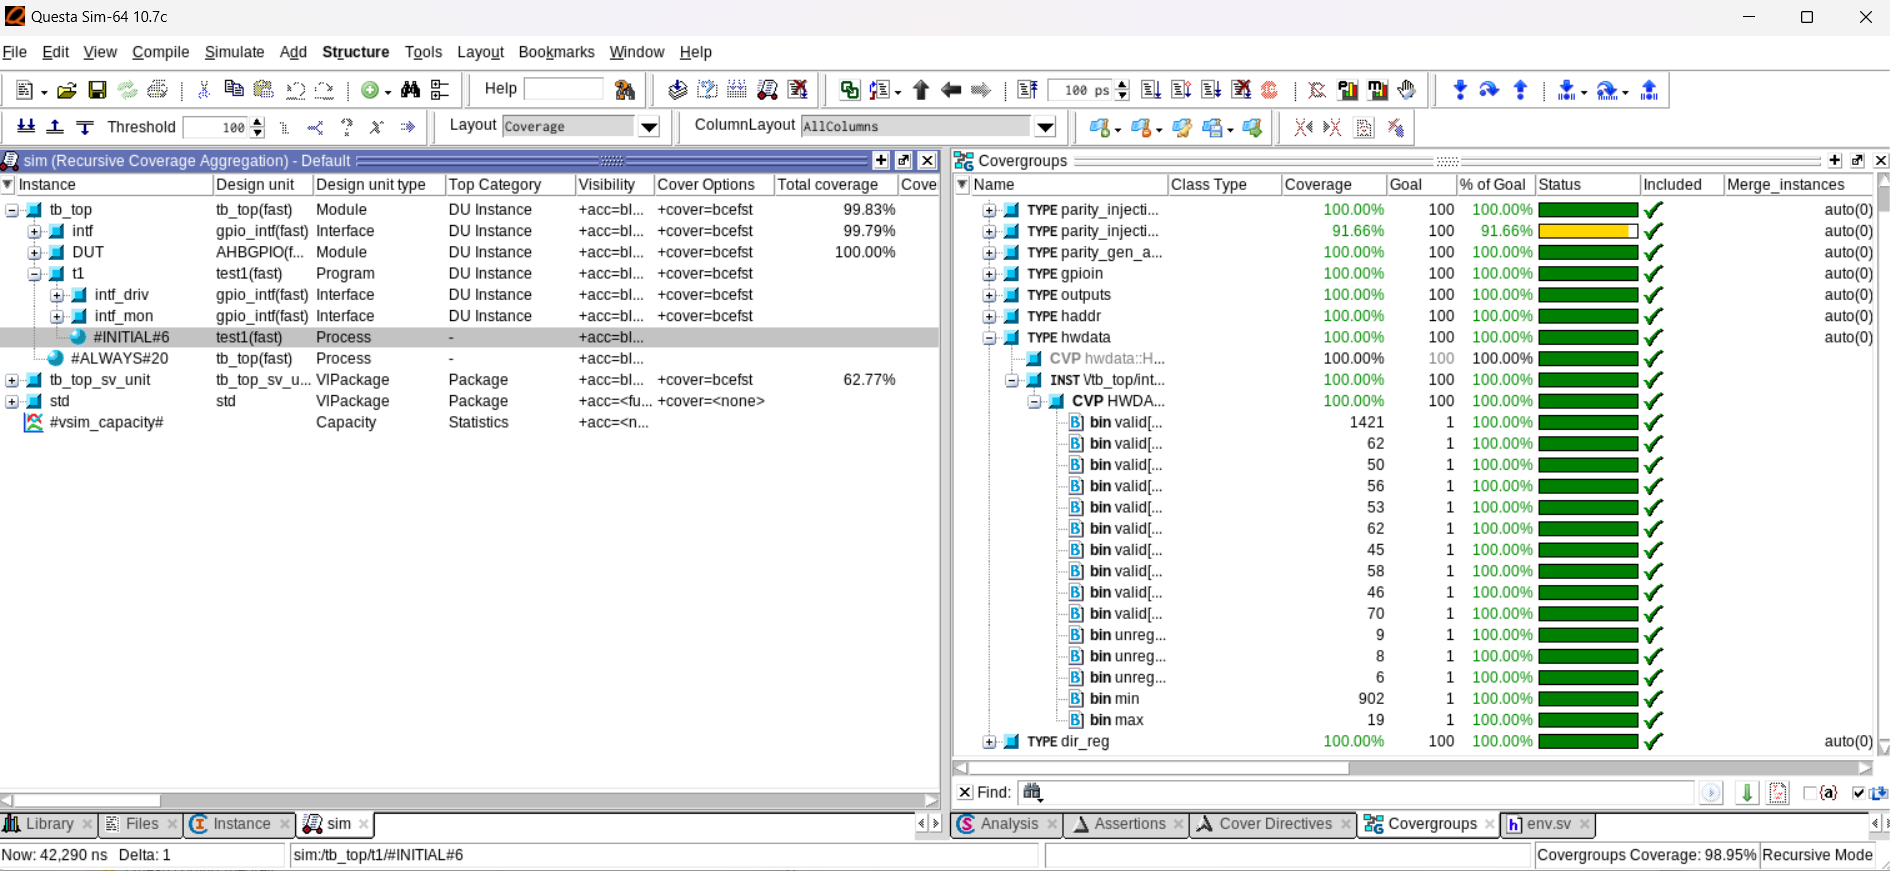 Questa Sim-64 10.7c
File Edit View Compile Simulate Add Structure Tools Layout Bookmarks Window Help
Help 100 ps
Threshold 100 Layout Coverage ColumnLayout AllColumns
sim (Recursive Coverage Aggregation) - Default
Instance Design unit Design unit type Top Category Visibility Cover Options Total coverage Cove
tb_top tb_top(fast) Module DU Instance +acc=bl... +cover=bcefst 99.83%
intf gpio_intf(fast) Interface DU Instance +acc=bl... +cover=bcefst 99.79%
DUT AHBGPIO(f... Module DU Instance +acc=bl... +cover=bcefst 100.00%
t1 test1(fast) Program DU Instance +acc=bl... +cover=bcefst
intf_driv gpio_intf(fast) Interface DU Instance +acc=bl... +cover=bcefst
intf_mon gpio_intf(fast) Interface DU Instance +acc=bl... +cover=bcefst
#INITIAL#6 test1(fast) Process - +acc=bl...
#ALWAYS#20 tb_top(fast) Process - +acc=bl...
tb_top_sv_unit tb_top_sv_u... VIPackage Package +acc=bl... +cover=bcefst 62.77%
std std VIPackage Package +acc=<fu... +cover=<none>
#vsim_capacity# Capacity Statistics +acc=<n...
Library Files Instance sim
Covergroups
Name Class Type Coverage Goal % of Goal Status Included Merge_instances
TYPE parity_injecti... 100.00% 100 100.00% auto(0)
TYPE parity_injecti... 91.66% 100 91.66% auto(0)
TYPE parity_gen_a... 100.00% 100 100.00% auto(0)
TYPE gpioin 100.00% 100 100.00% auto(0)
TYPE outputs 100.00% 100 100.00% auto(0)
TYPE haddr 100.00% 100 100.00% auto(0)
TYPE hwdata 100.00% 100 100.00% auto(0)
CVP hwdata::H... 100.00% 100 100.00%
INST \/tb_top/int... 100.00% 100 100.00%
CVP HWDA... 100.00% 100 100.00%
B] bin valid[... 1421 1 100.00%
B] bin valid[... 62 1 100.00%
B] bin valid[... 50 1 100.00%
B] bin valid[... 56 1 100.00%
B] bin valid[... 53 1 100.00%
B] bin valid[... 62 1 100.00%
B] bin valid[... 45 1 100.00%
B] bin valid[... 58 1 100.00%
B] bin valid[... 46 1 100.00%
B] bin valid[... 70 1 100.00%
B] bin unreg... 9 1 100.00%
B] bin unreg... 8 1 100.00%
B] bin unreg... 6 1 100.00%
B] bin min 902 1 100.00%
B] bin max 19 1 100.00%
TYPE dir_reg 100.00% 100 100.00% auto(0)
Find: {a}
Analysis Assertions Cover Directives Covergroups env.sv
Now: 42,290 ns Delta: 1 sim:/tb_top/t1/#INITIAL#6 Covergroups Coverage: 98.95% Recursive Mode